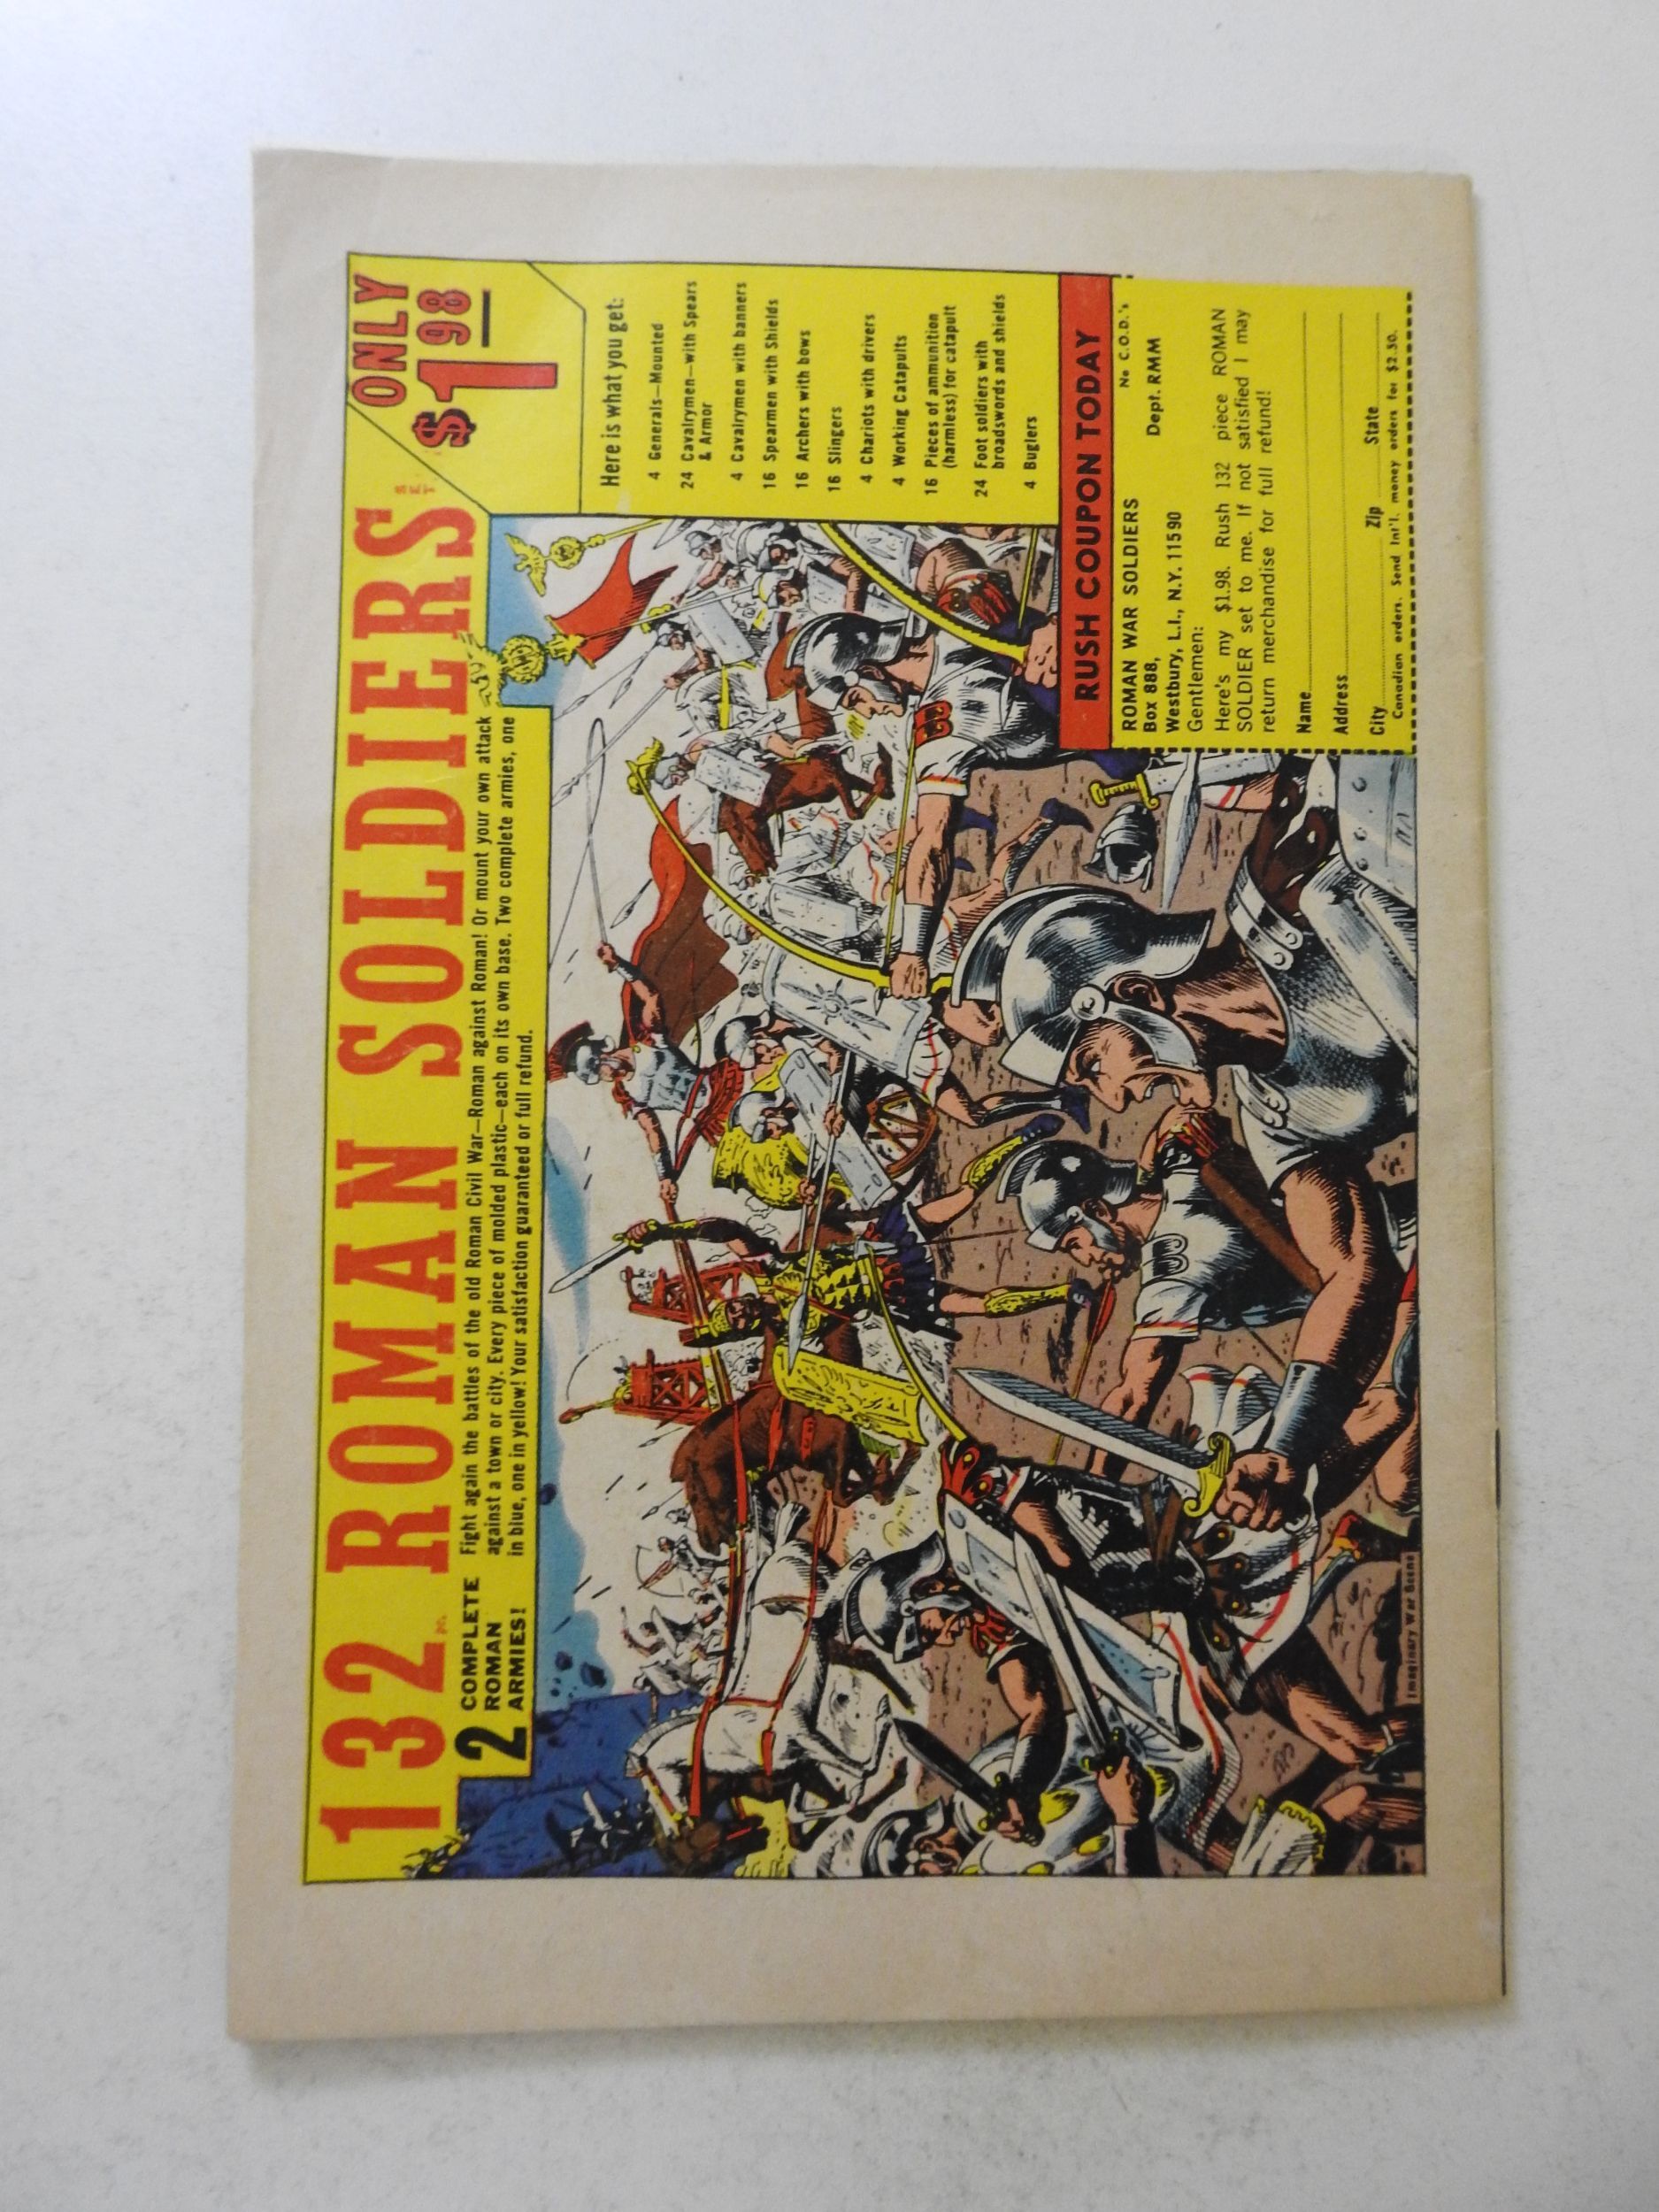 132 PC. ROMAN SOLDIERS SET
ONLY
$1 98
2 COMPLETE
ROMAN
ARMIES!
Fight again the battles of the old Roman Civil War—Roman against Roman! Or mount your own attack
against a town or city. Every piece of molded plastic—each on its own base. Two complete armies, one
in blue, one in yellow! Your satisfaction guaranteed or full refund.
Here is what you get:
4 Generals—Mounted
24 Cavalrymen—with Spears
& Armor
4 Cavalrymen with banners
16 Spearmen with Shields
16 Archers with bows
16 Slingers
4 Chariots with drivers
4 Working Catapults
16 Pieces of ammunition
(harmless) for catapult
24 Foot soldiers with
broadswords and shields
4 Buglers
RUSH COUPON TODAY
No C.O.D.'s
ROMAN WAR SOLDIERS
Box 888, Dept. RMM
Westbury, L.I., N.Y. 11590
Gentlemen:
Here's my $1.98. Rush 132 piece ROMAN
SOLDIER set to me. If not satisfied I may
return merchandise for full refund!
Name
Address
City Zip State
Canadian orders. Send Int'l. money orders for $2.50.
Imaginary War Scene